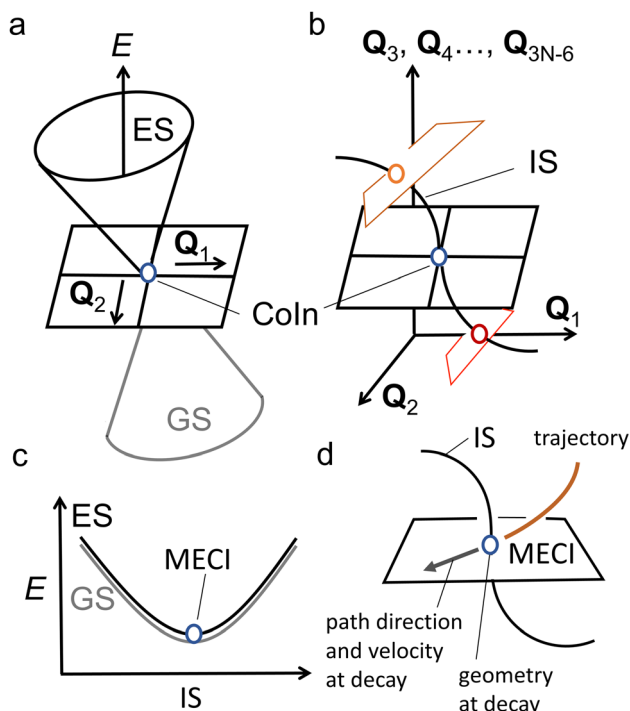 a
E
ES
Q1
Q2
CoIn
GS
b
Q3, Q4..., Q3N-6
IS
Q1
Q2
c
ES
GS
E
MECI
IS
d
IS
trajectory
MECI
path direction
and velocity
at decay
geometry
at decay